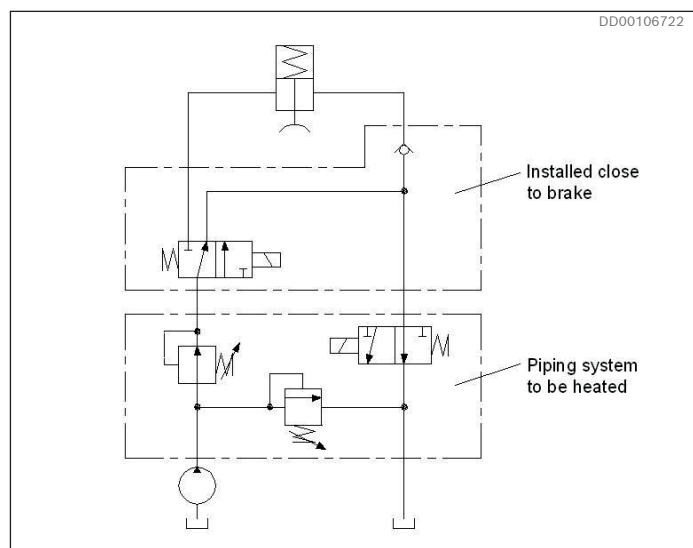 DD00106722
Installed close
to brake
Piping system
to be heated